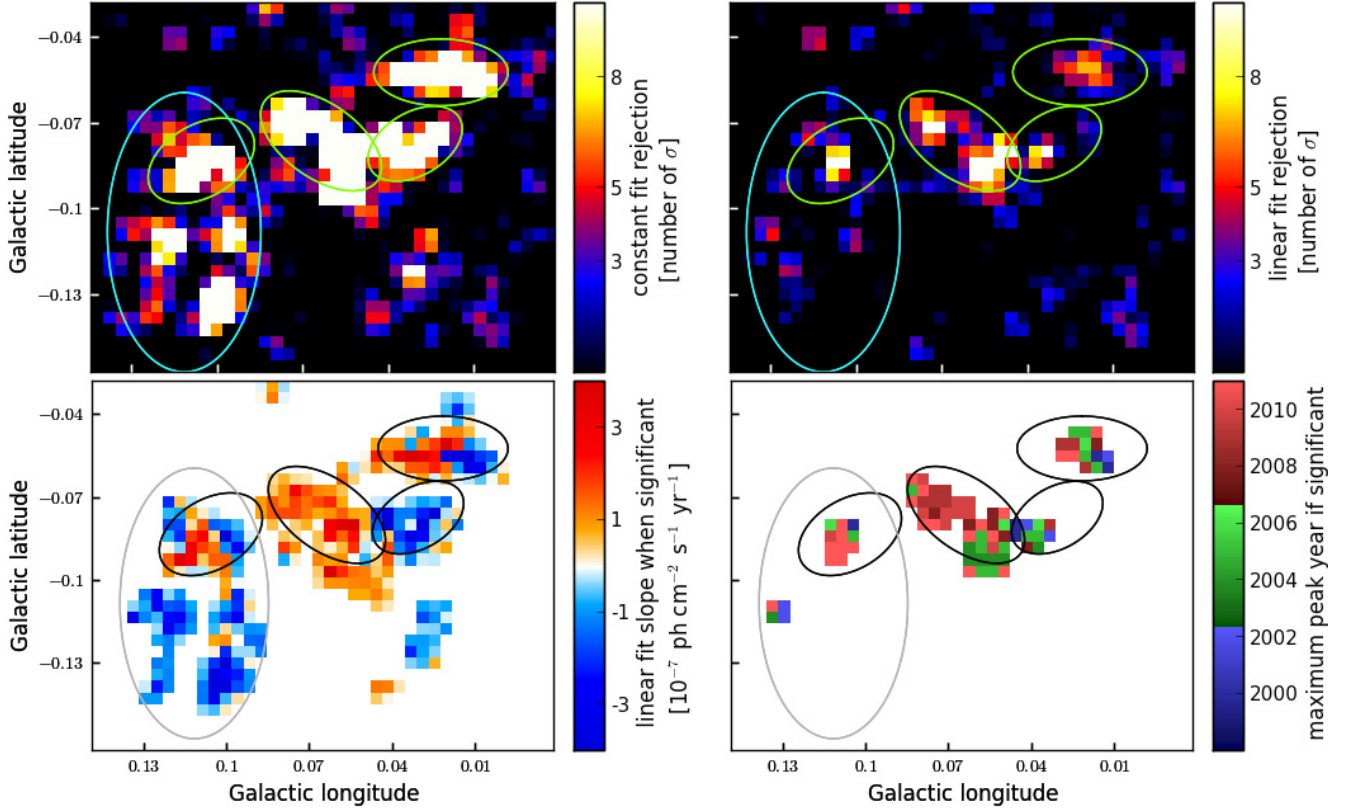 −0.04
−0.07
−0.1
−0.13
Galactic latitude
8
5
3
constant fit rejection
[number of σ]
8
5
3
linear fit rejection
[number of σ]
−0.04
−0.07
−0.1
−0.13
Galactic latitude
0.13 0.1 0.07 0.04 0.01
Galactic longitude
3
1
-1
-3
linear fit slope when significant
[10⁻⁷ ph cm⁻² s⁻¹ yr⁻¹]
0.13 0.1 0.07 0.04 0.01
Galactic longitude
2010
2008
2006
2004
2002
2000
maximum peak year if significant